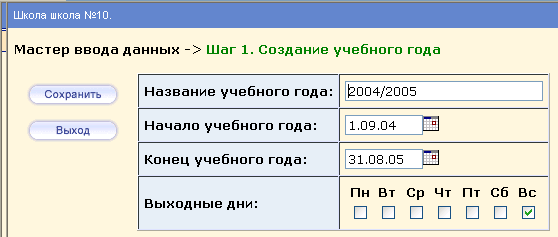 Школа школа №10.
Мастер ввода данных -> Шаг 1. Создание учебного года
Сохранить
Выход
Название учебного года: 2004/2005
Начало учебного года: 1.09.04
Конец учебного года: 31.08.05
Выходные дни: Пн Вт Ср Чт Пт Сб Вс